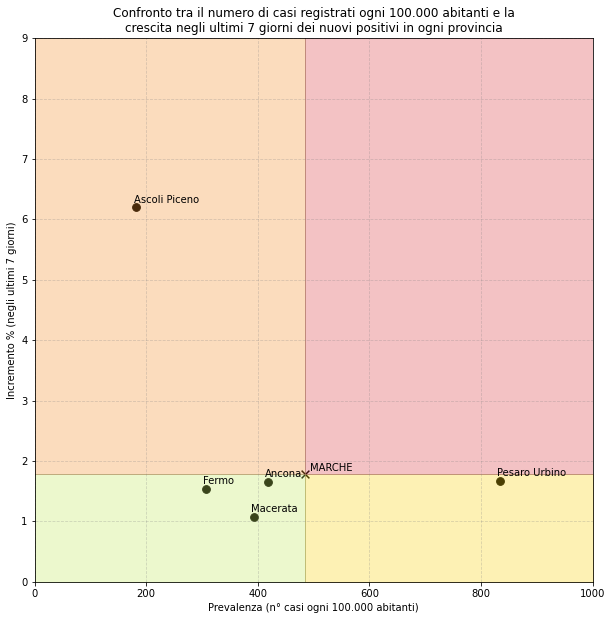 Confronto tra il numero di casi registrati ogni 100.000 abitanti e la
crescita negli ultimi 7 giorni dei nuovi positivi in ogni provincia
Incremento % (negli ultimi 7 giorni)
9
8
7
6
5
4
3
2
1
0
Ascoli Piceno
MARCHE
Pesaro Urbino
Ancona
Fermo
Macerata
0
200
400
600
800
1000
Prevalenza (n° casi ogni 100.000 abitanti)